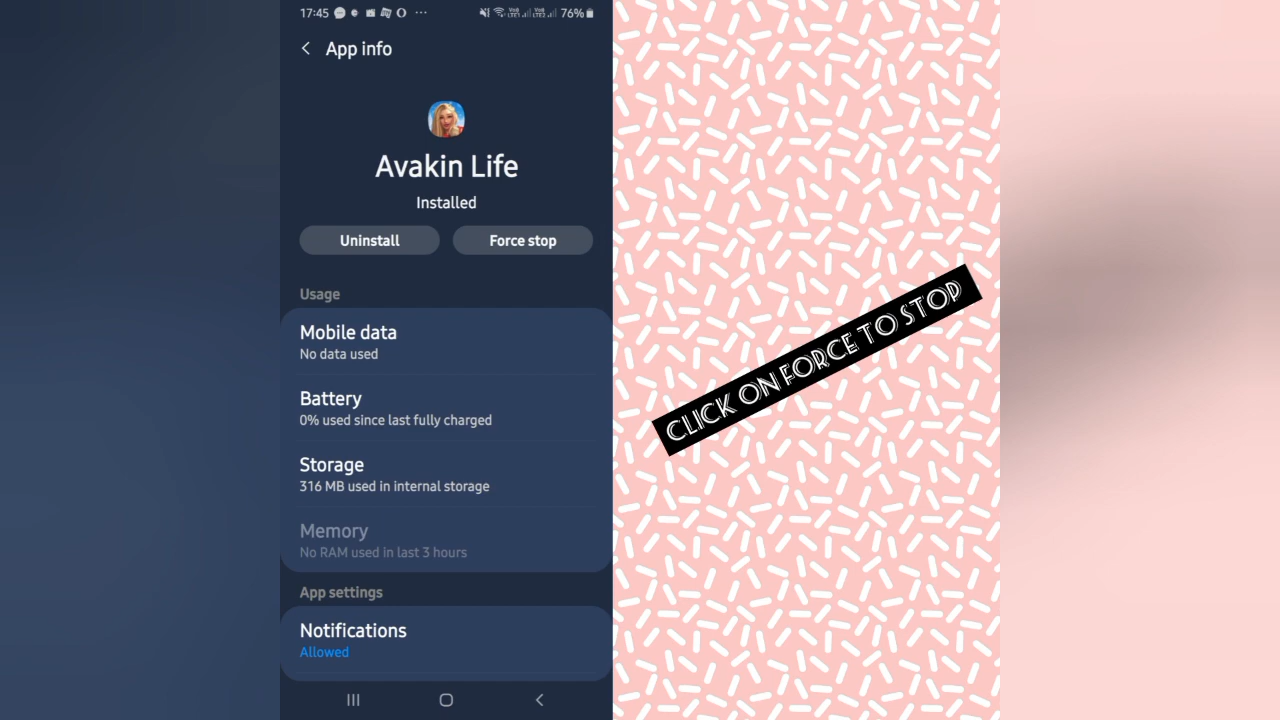 17:45 ··· 76%
App info
Avakin Life
Installed
Uninstall Force stop
Usage
Mobile data
No data used
Battery
0% used since last fully charged
Storage
316 MB used in internal storage
Memory
No RAM used in last 3 hours
App settings
Notifications
Allowed
CLICK ON FORCE TO STOP